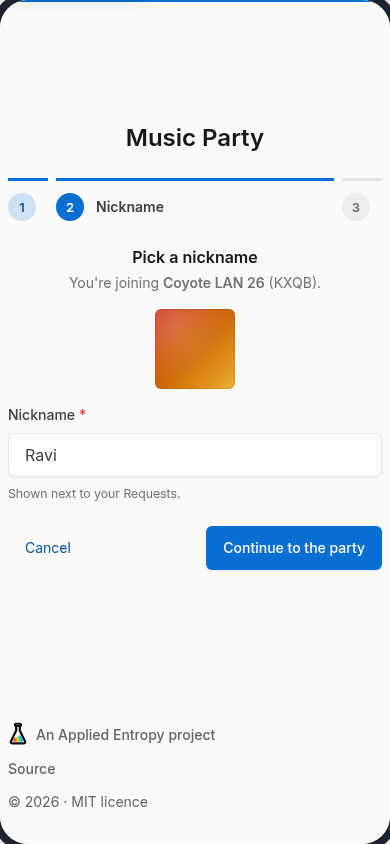 Music Party
1
2
Nickname
3
Pick a nickname
You're joining Coyote LAN 26 (KXQB).
Nickname *
Ravi
Shown next to your Requests.
Cancel
Continue to the party
An Applied Entropy project
Source
© 2026 · MIT licence